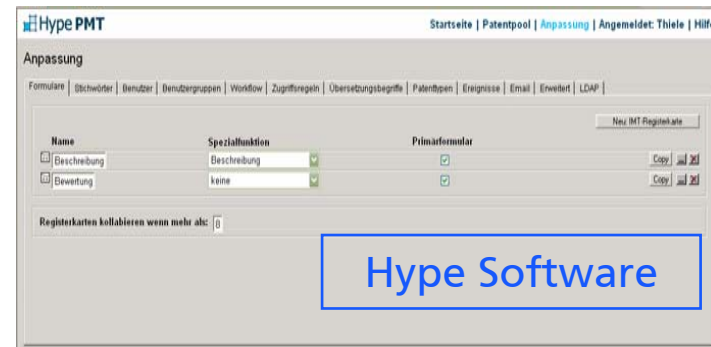 Hype PMT
Startseite | Patentpool | Anpassung | Angemeldet: Thiele | Hilf
Anpassung
Formulare | Stichwörter | Benutzer | Benutzergruppen | Workflow | Zugriffsregeln | Übersetzungsbegriffe | Patenttypen | Ereignisse | Email | Erweitert | LDAP |
Neu: IMT-Registerkarte
Name Spezialfunktion Primärformular
Beschreibung Beschreibung Copy
Bewertung keine Copy
Registerkarten kollabieren wenn mehr als: 8
Hype Software